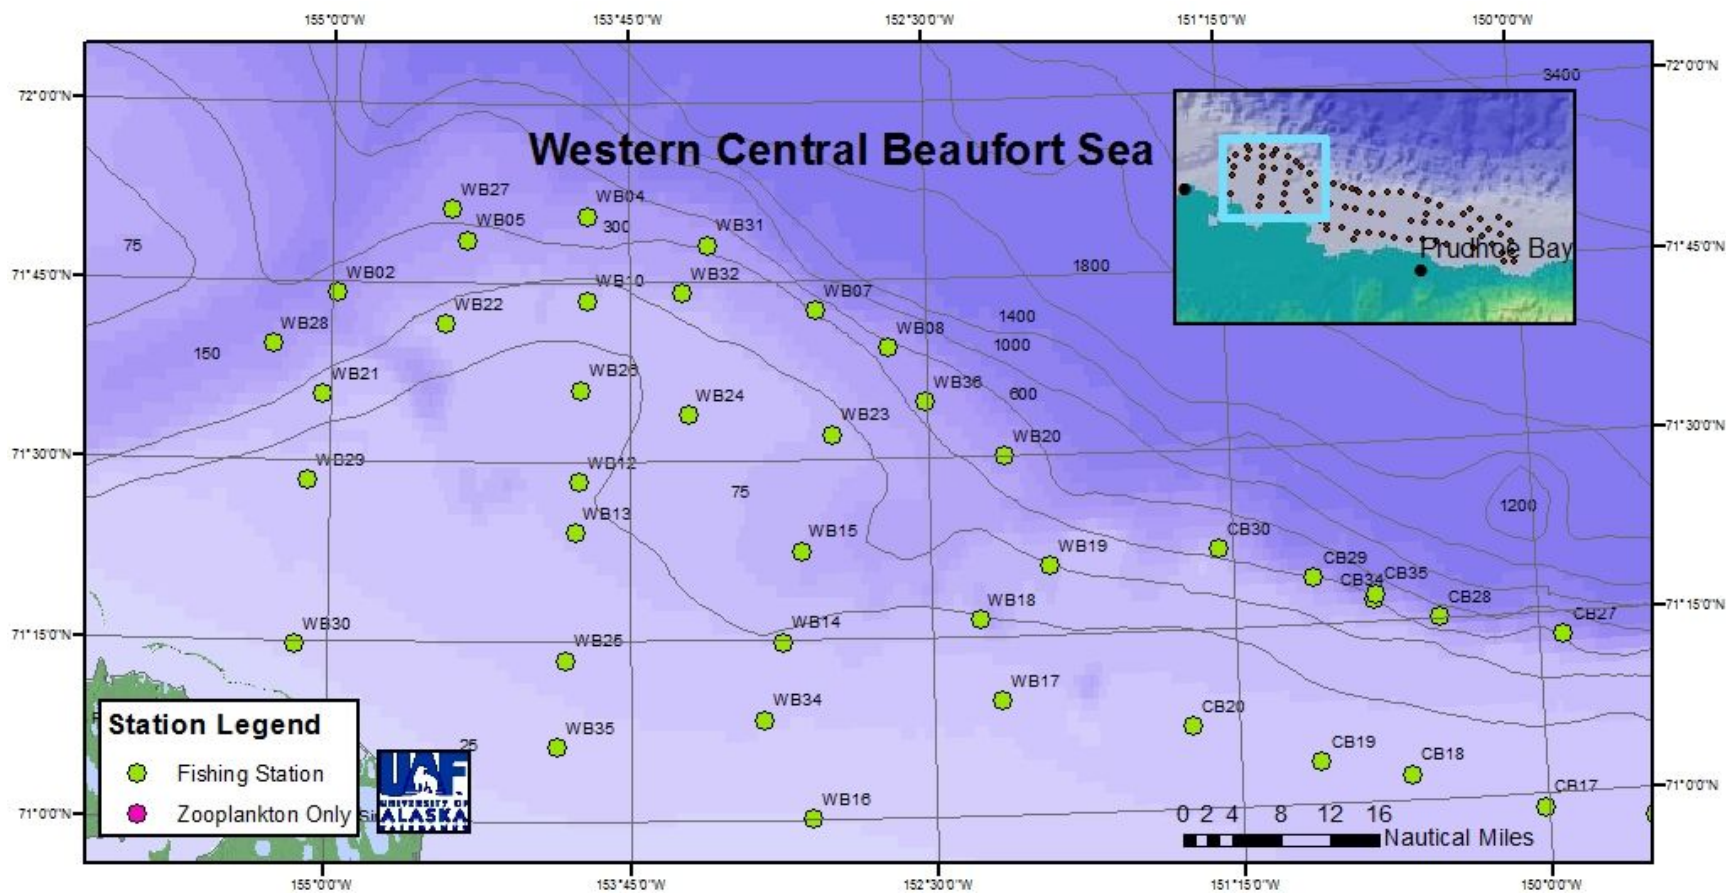 155°0'0"W
153°45'0"W
152°30'0"W
151°15'0"W
150°0'0"W
72°0'0"N
72°0'0"N
3400
Western Central Beaufort Sea
WB27
WB04
WB05
300
WB31
75
71°45'0"N
Prudhoe Bay
71°45'0"N
WB02
WB10
WB32
1800
WB07
WB22
WB28
1400
WB08
150
1000
WB21
WB26
WB24
WB36
600
WB23
WB20
71°30'0"N
71°30'0"N
WB29
WB12
75
1200
WB13
WB15
WB19
CB30
CB29
CB34
CB35
CB28
WB18
71°15'0"N
CB27
71°15'0"N
WB30
WB25
WB14
WB17
WB34
CB20
WB35
25
CB19
CB18
71°0'0"N
CB17
71°0'0"N
WB16
Station Legend
Fishing Station
Zooplankton Only
UAF
UNIVERSITY OF
ALASKA
FAIRBANKS
0 2 4 8 12 16
Nautical Miles
155°0'0"W
153°45'0"W
152°30'0"W
151°15'0"W
150°0'0"W